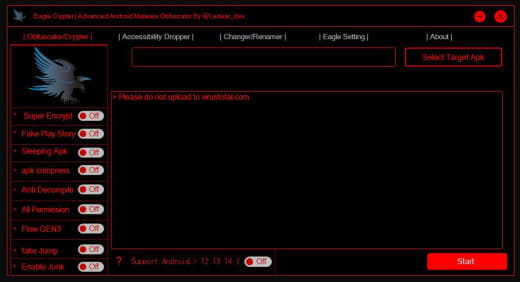 Eagle Crypter | Advanced Android Malware Obfuscator By @Lediear_dev
| Obfuscator/Crypter |
| Accessibility Dropper |
| Changer/Renamer |
| Eagle Setting |
| About |
Select Target Apk
> Please do not upload to virustotal.com
* Super Encrypt Off
* Fake Play Story Off
* Sleeping Apk Off
* apk compress Off
* Anti Decompile Off
* All Permission Off
* Flow GEN3 Off
* fake Jump Off
* Enable Junk Off
? Support Android > 12 13 14 | Off
Start